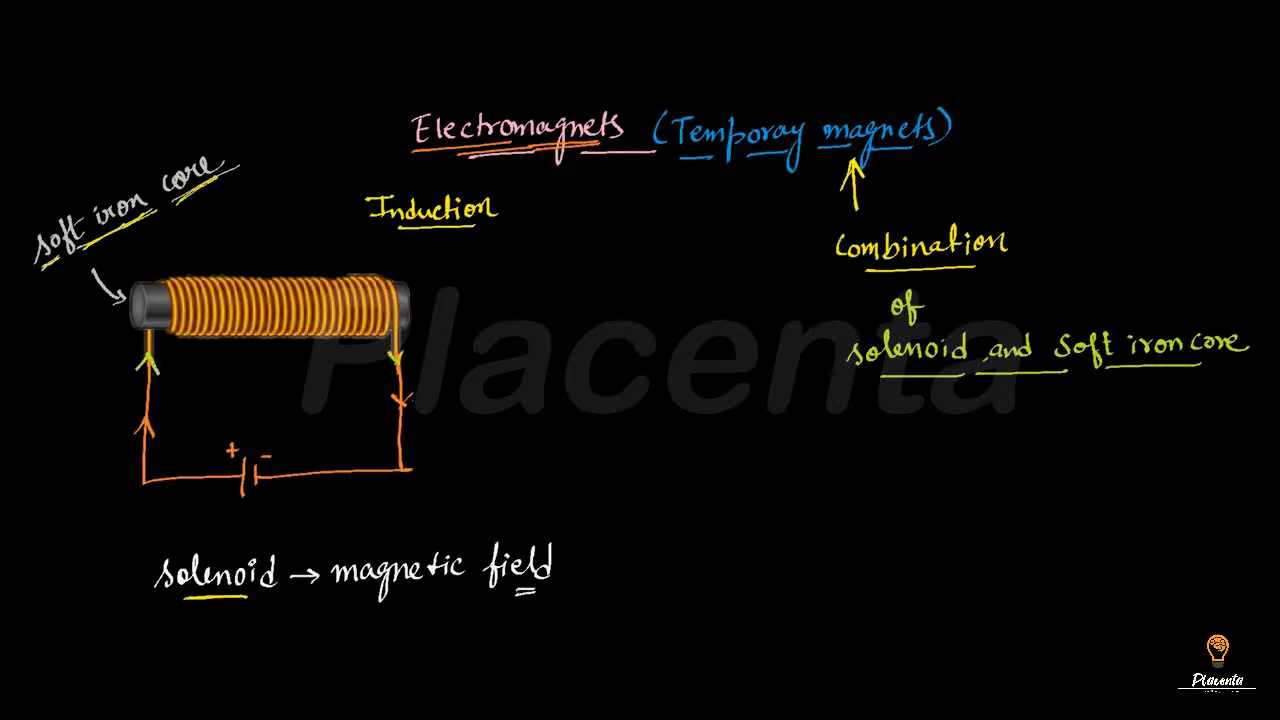 Electromagnets (Temporay magnets)
soft iron core
Induction
Combination
of
solenoid and soft iron core
+ -
solenoid → magnetic field
Placenta
Placenta